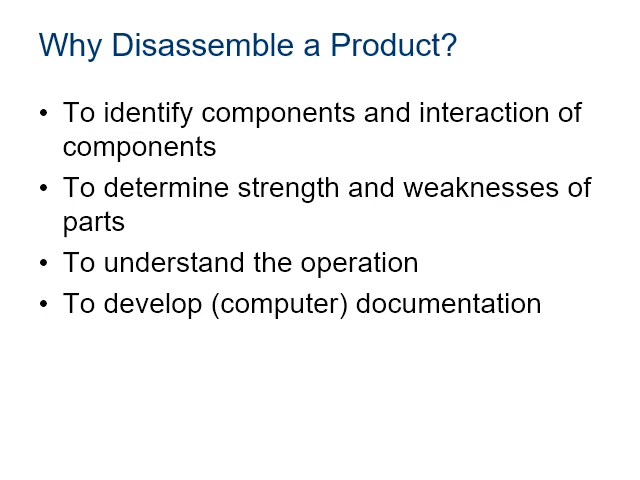 Why Disassemble a Product?
• To identify components and interaction of
components
• To determine strength and weaknesses of
parts
• To understand the operation
• To develop (computer) documentation